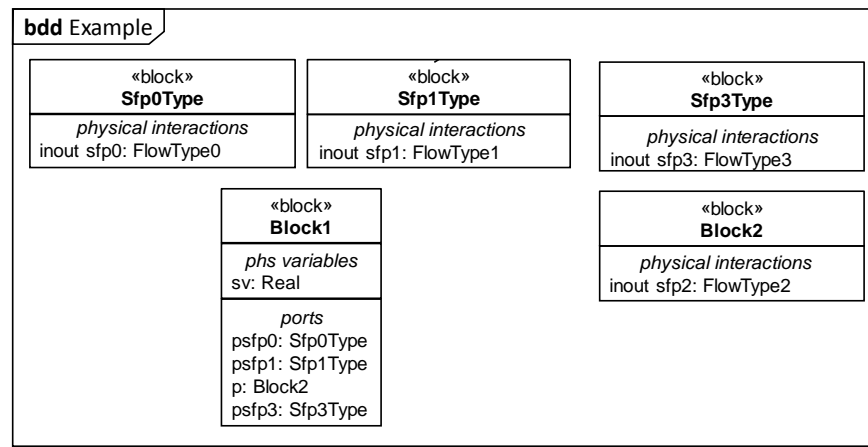 bdd Example
«block»
Sfp0Type
physical interactions
inout sfp0: FlowType0
«block»
Sfp1Type
physical interactions
inout sfp1: FlowType1
«block»
Sfp3Type
physical interactions
inout sfp3: FlowType3
«block»
Block1
phs variables
sv: Real
ports
psfp0: Sfp0Type
psfp1: Sfp1Type
p: Block2
psfp3: Sfp3Type
«block»
Block2
physical interactions
inout sfp2: FlowType2